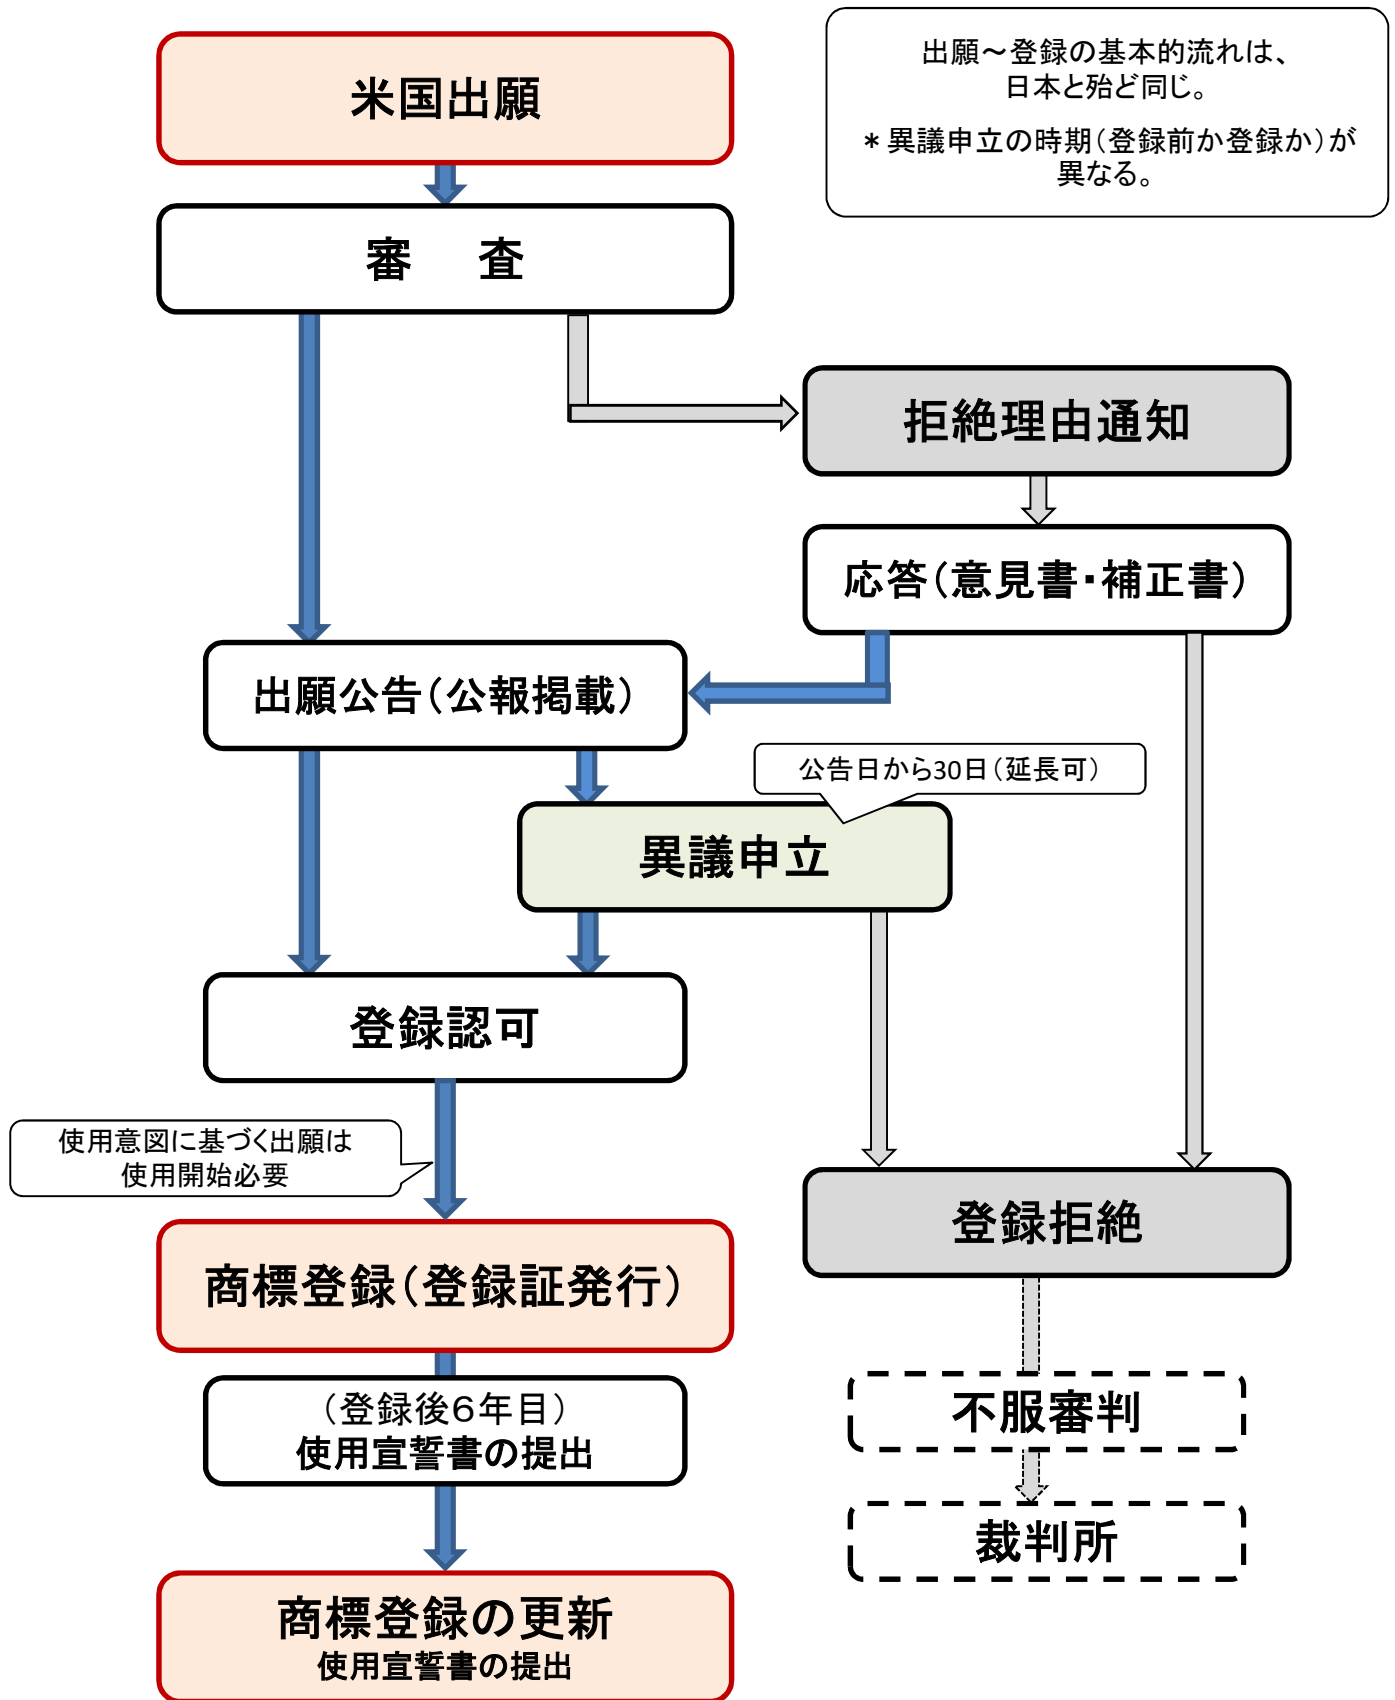 米国出願
出願～登録の基本的流れは、
日本と殆ど同じ。
＊異議申立の時期（登録前か登録か）が
異なる。
審　査
拒絶理由通知
応答（意見書・補正書）
出願公告（公報掲載）
公告日から30日（延長可）
異議申立
登録認可
使用意図に基づく出願は
使用開始必要
登録拒絶
商標登録（登録証発行）
（登録後６年目）
使用宣誓書の提出
不服審判
裁判所
商標登録の更新
使用宣誓書の提出